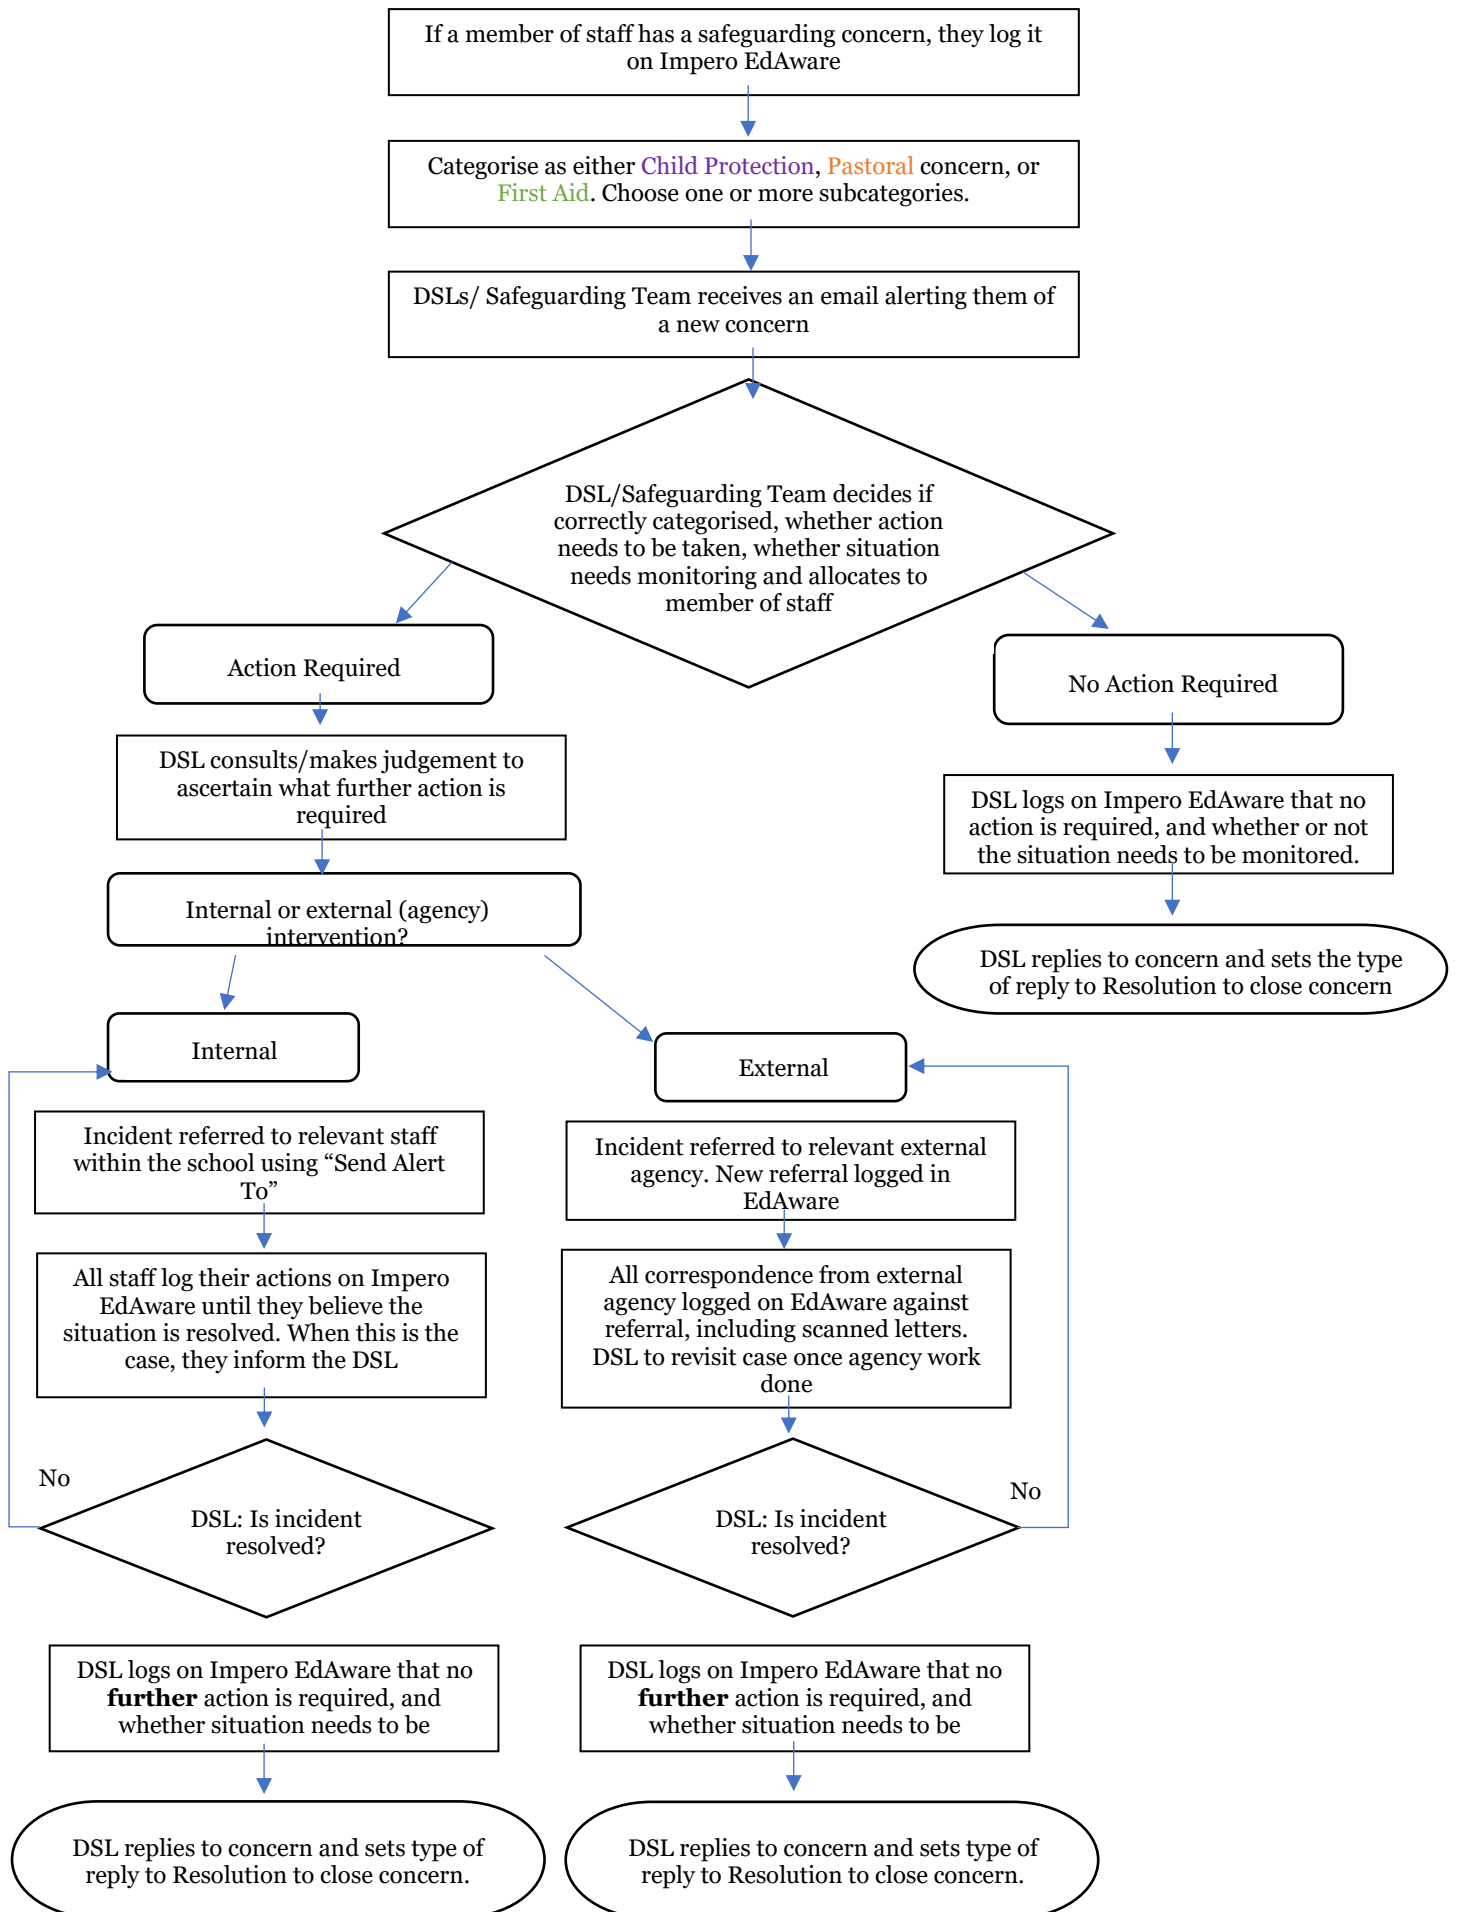 If a member of staff has a safeguarding concern, they log it
on Impero EdAware
Categorise as either Child Protection, Pastoral concern, or
First Aid. Choose one or more subcategories.
DSLs/ Safeguarding Team receives an email alerting them of
a new concern
DSL/Safeguarding Team decides if
correctly categorised, whether action
needs to be taken, whether situation
needs monitoring and allocates to
member of staff
Action Required
No Action Required
DSL consults/makes judgement to
ascertain what further action is
required
DSL logs on Impero EdAware that no
action is required, and whether or not
the situation needs to be monitored.
Internal or external (agency)
intervention?
DSL replies to concern and sets the type
of reply to Resolution to close concern
Internal
External
Incident referred to relevant staff
within the school using “Send Alert
To”
Incident referred to relevant external
agency. New referral logged in
EdAware
All staff log their actions on Impero
EdAware until they believe the
situation is resolved. When this is the
case, they inform the DSL
All correspondence from external
agency logged on EdAware against
referral, including scanned letters.
DSL to revisit case once agency work
done
No
DSL: Is incident
resolved?
No
DSL: Is incident
resolved?
DSL logs on Impero EdAware that no
further action is required, and
whether situation needs to be
DSL logs on Impero EdAware that no
further action is required, and
whether situation needs to be
DSL replies to concern and sets type of
reply to Resolution to close concern.
DSL replies to concern and sets type of
reply to Resolution to close concern.